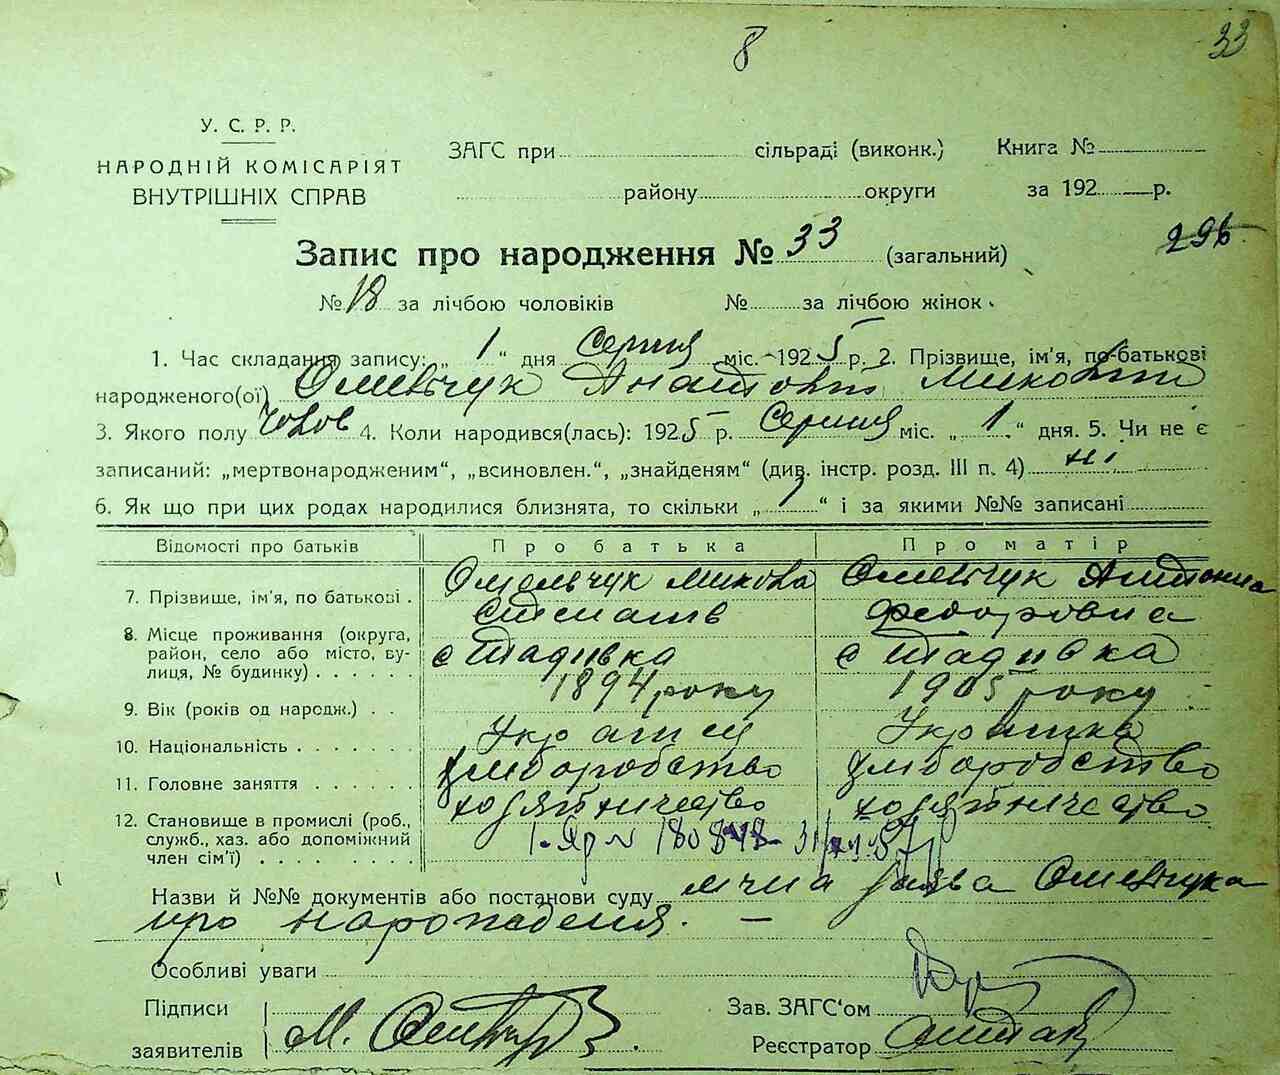 8
33
У. С. Р. Р.
НАРОДНІЙ КОМІСАРІЯТ
ВНУТРІШНІХ СПРАВ
ЗАГС при сільраді (виконк.) Книга №
району округи за 192 р.
Запис про народження № 33 (загальний) 296
№ 18 за лічбою чоловіків № за лічбою жінок
1. Час складання запису: „ 1 “ дня Серпня міс. 1925 р. 2. Прізвище, ім'я, по-батькові
народженого(ої) Омельчук Анатолій Микол
3. Якого полу чолов 4. Коли народився(лась): 1925 р. Серпня міс. „ 1 “ дня. 5. Чи не є
записаний: „мертвонародженим“, „всиновлен.“, „знайденям“ (див. інстр. розд. III п. 4) ні
6. Як що при цих родах народилися близнята, то скільки „ 1 “ і за якими №№ записані
Відомості про батьків Про батька Про матір
7. Прізвище, ім'я, по батькові Омельчук Микола Омельчук Антоніна
Степанів Федоровна
8. Місце проживання (округа, район, село або місто, вулиця, № будинку) с с
9. Вік (років од народж.) 1894 року 1905 року
10. Національність Українка
11. Головне заняття хліборобство хліборобство
12. Становище в промислі (роб., служб., хаз. або допоміжний член сім'ї)
Назви й №№ документів або постанови суду заява Омельчука
про народження. —
Особливі уваги
Підписи
заявителів М. Омельчук
Зав. ЗАГС'ом
Реєстратор